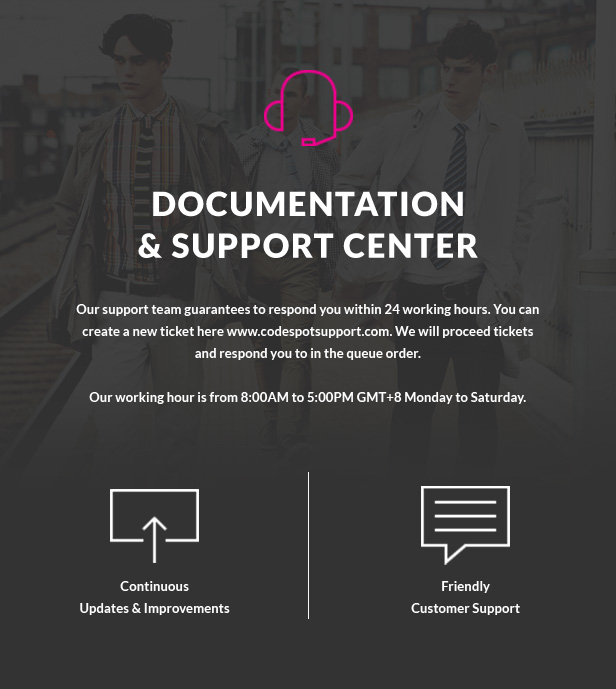 DOCUMENTATION
& SUPPORT CENTER
Our support team guarantees to respond you within 24 working hours. You can
create a new ticket here www.codespotsupport.com. We will proceed tickets
and respond you to in the queue order.
Our working hour is from 8:00AM to 5:00PM GMT+8 Monday to Saturday.
Continuous
Updates & Improvements
Friendly
Customer Support